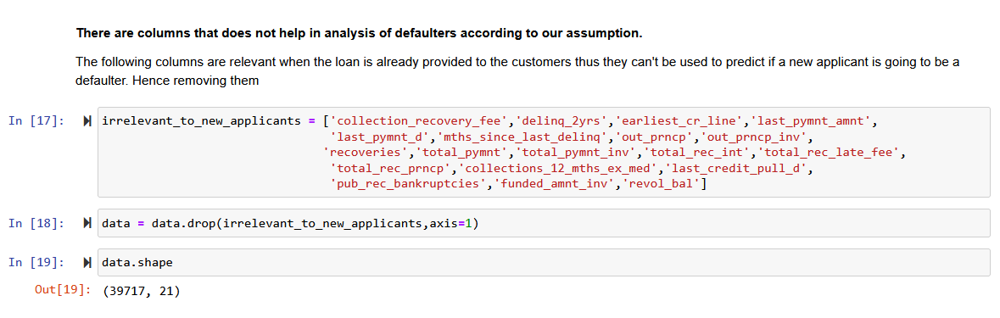 There are columns that does not help in analysis of defaulters according to our assumption.
The following columns are relevant when the loan is already provided to the customers thus they can't be used to predict if a new applicant is going to be a
defaulter. Hence removing them
In [17]: irrelevant_to_new_applicants = ['collection_recovery_fee','delinq_2yrs','earliest_cr_line','last_pymnt_amnt',
'last_pymnt_d','mths_since_last_delinq','out_prncp','out_prncp_inv',
'recoveries','total_pymnt','total_pymnt_inv','total_rec_int','total_rec_late_fee',
'total_rec_prncp','collections_12_mths_ex_med','last_credit_pull_d',
'pub_rec_bankruptcies','funded_amnt_inv','revol_bal']
In [18]: data = data.drop(irrelevant_to_new_applicants,axis=1)
In [19]: data.shape
Out[19]: (39717, 21)